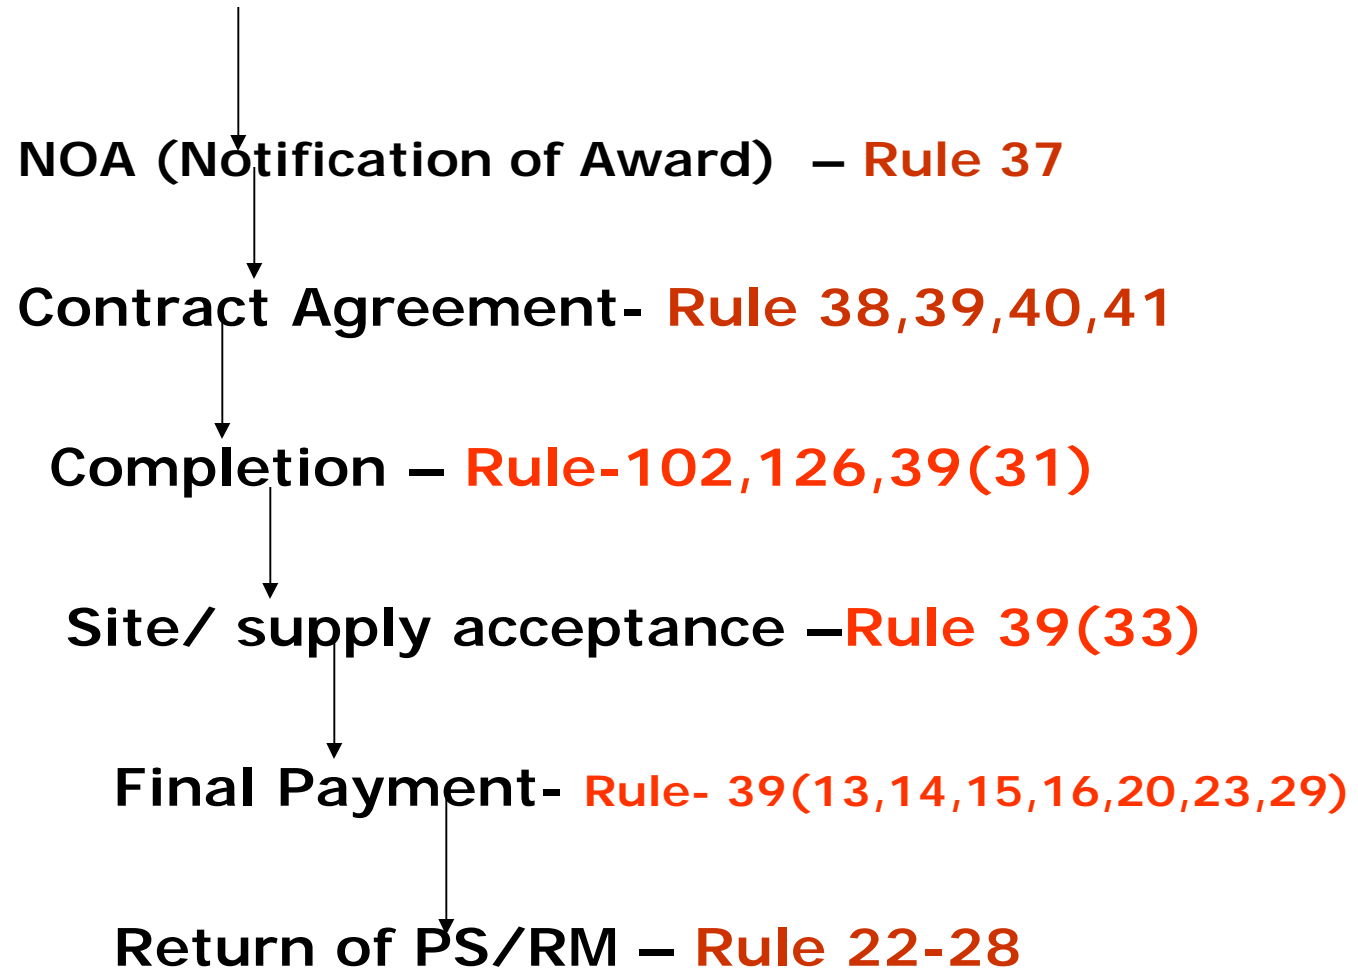 NOA (Notification of Award) – Rule 37
Contract Agreement- Rule 38,39,40,41
Completion – Rule-102,126,39(31)
Site/ supply acceptance –Rule 39(33)
Final Payment- Rule- 39(13,14,15,16,20,23,29)
Return of PS/RM – Rule 22-28